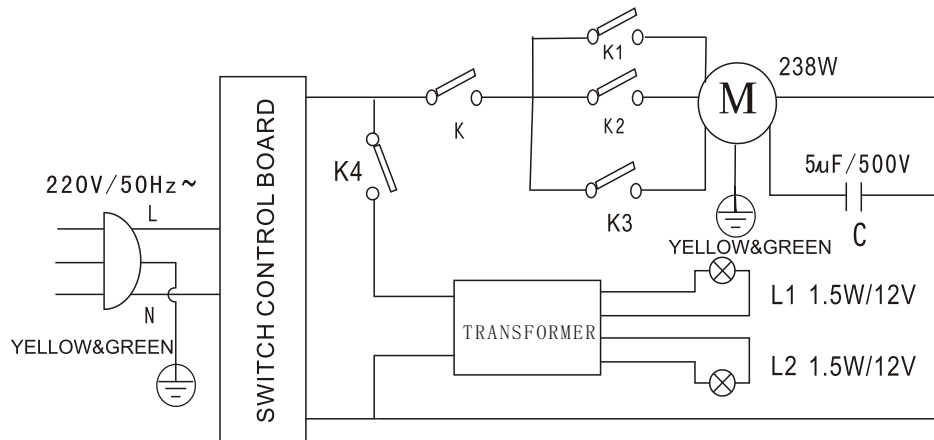 220V/50Hz~
L
N
YELLOW&GREEN
SWITCH CONTROL BOARD
K4
K
K1
K2
K3
M
238W
5uF/500V
C
YELLOW&GREEN
TRANSFORMER
L1 1.5W/12V
L2 1.5W/12V